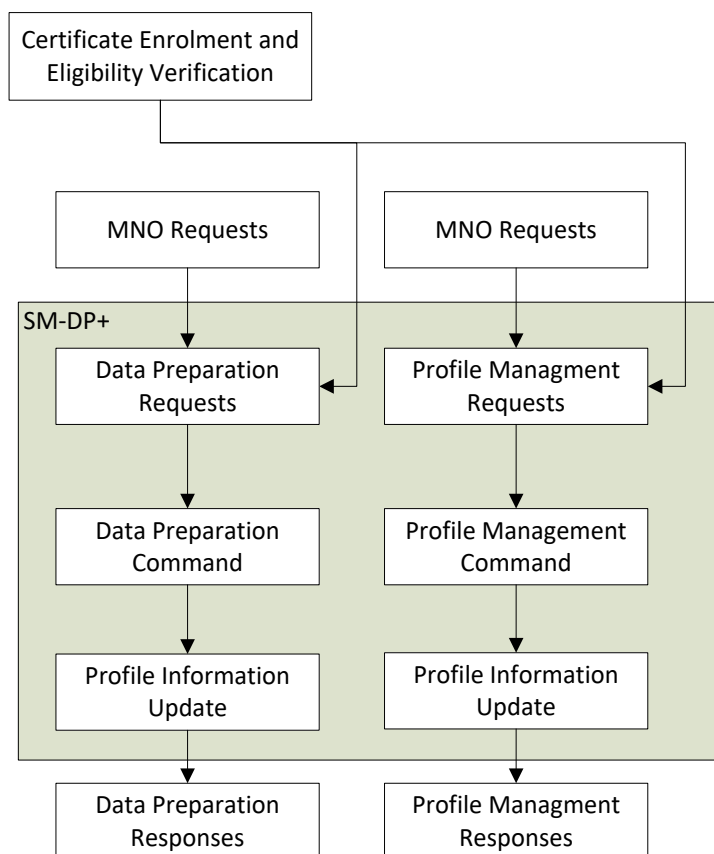 Certificate Enrolment and
Eligibility Verification
MNO Requests
MNO Requests
SM-DP+
Data Preparation
Requests
Profile Managment
Requests
Data Preparation
Command
Profile Management
Command
Profile Information
Update
Profile Information
Update
Data Preparation
Responses
Profile Managment
Responses